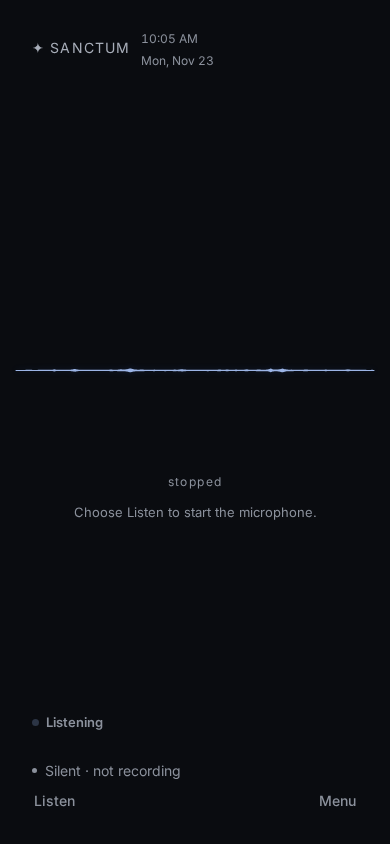 ✦ SANCTUM
10:05 AM
Mon, Nov 23
stopped
Choose Listen to start the microphone.
Listening
Silent · not recording
Listen
Menu